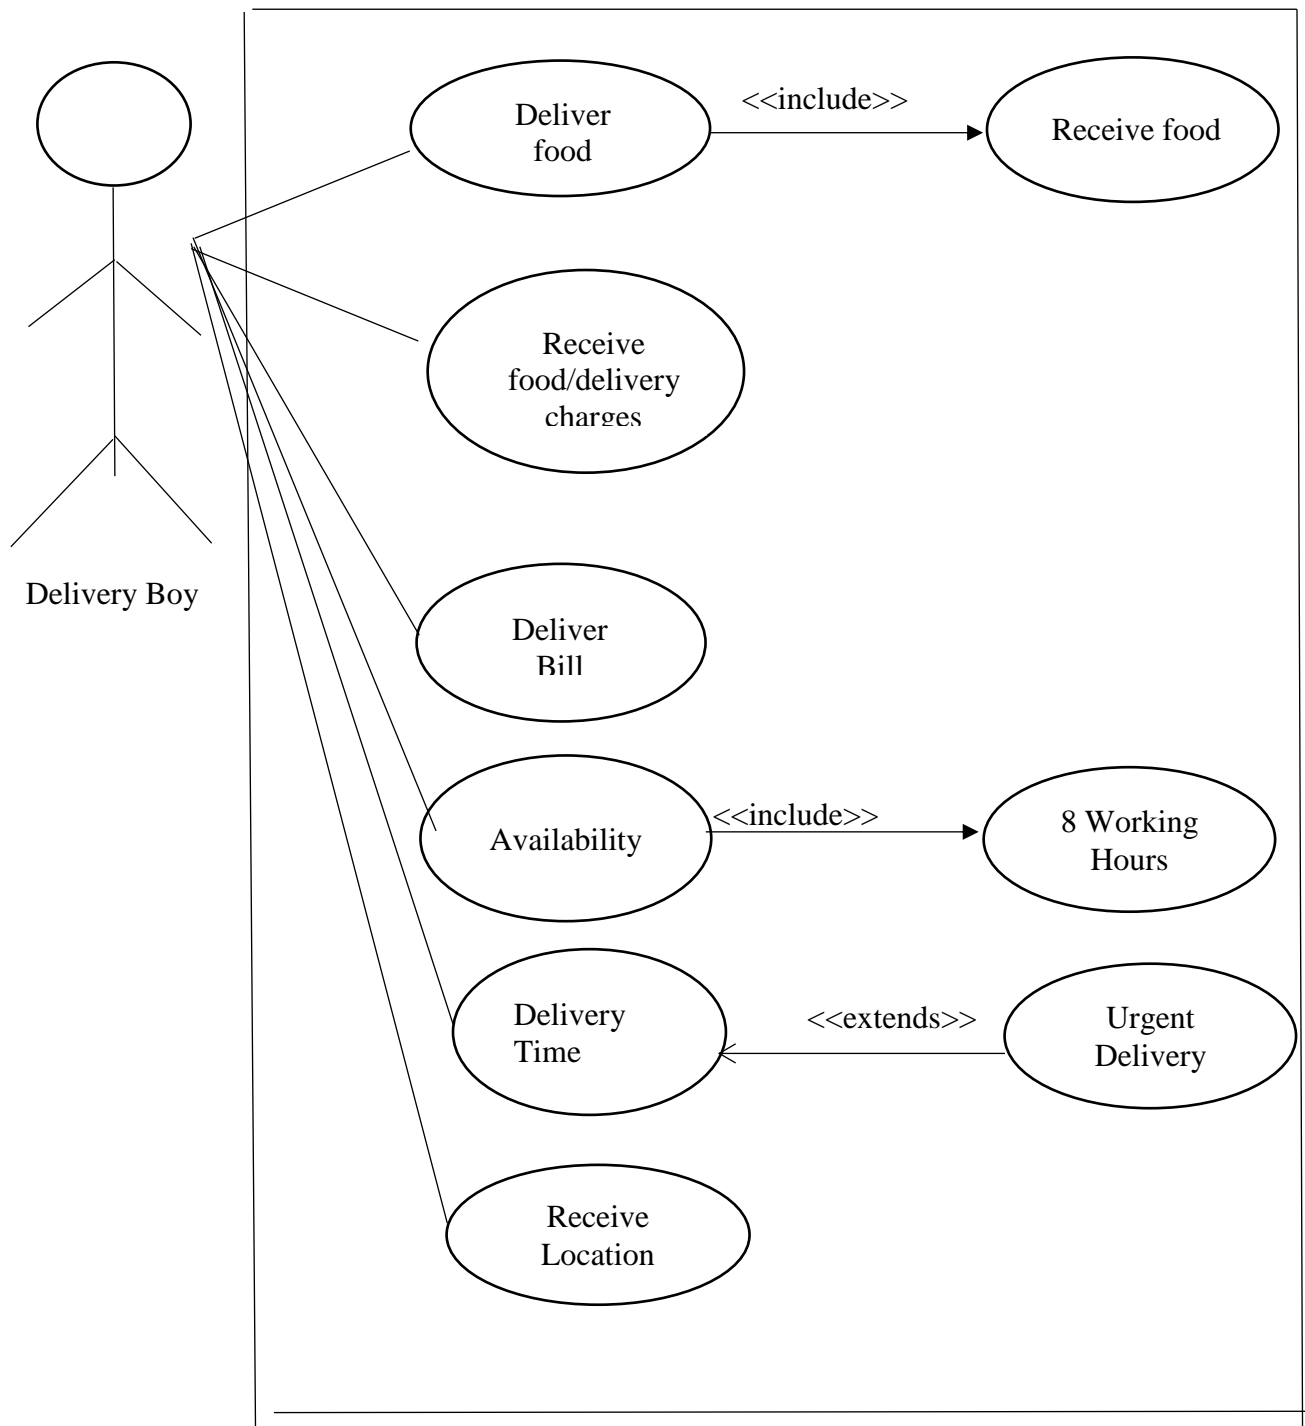 Deliver
food
<<include>>
Receive food
Receive
food/delivery
charges
Delivery Boy
Deliver
Bill
Availability
<<include>>
8 Working
Hours
Delivery
Time
<<extends>>
Urgent
Delivery
Receive
Location